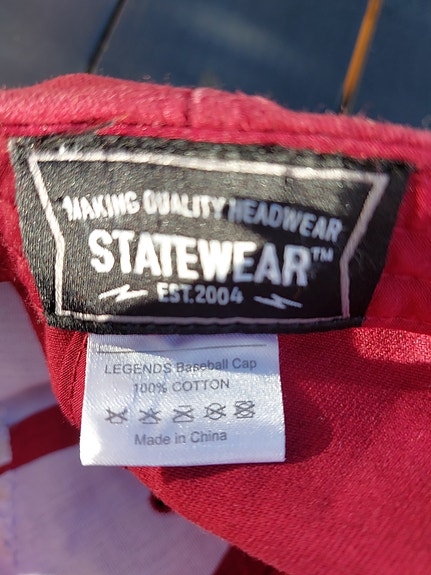 MAKING QUALITY HEADWEAR
STATEWEAR™
EST.2004
LEGENDS Baseball Cap
100% COTTON
Made in China